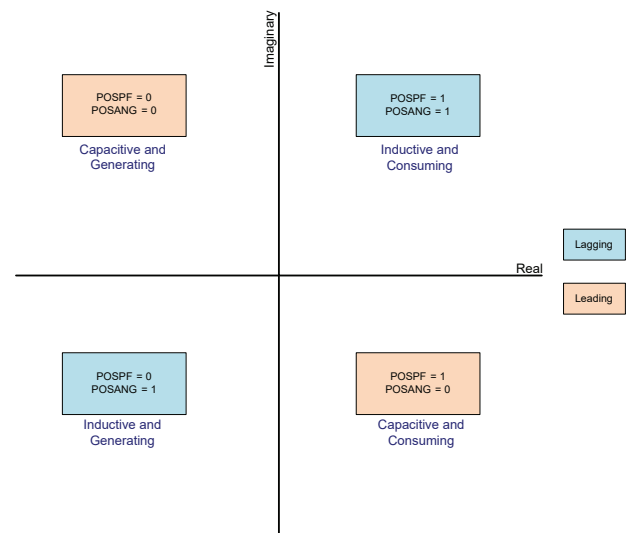 Imaginary
POSPF = 0
POSANG = 0
Capacitive and
Generating
POSPF = 1
POSANG = 1
Inductive and
Consuming
Lagging
Real
Leading
POSPF = 0
POSANG = 1
Inductive and
Generating
POSPF = 1
POSANG = 0
Capacitive and
Consuming